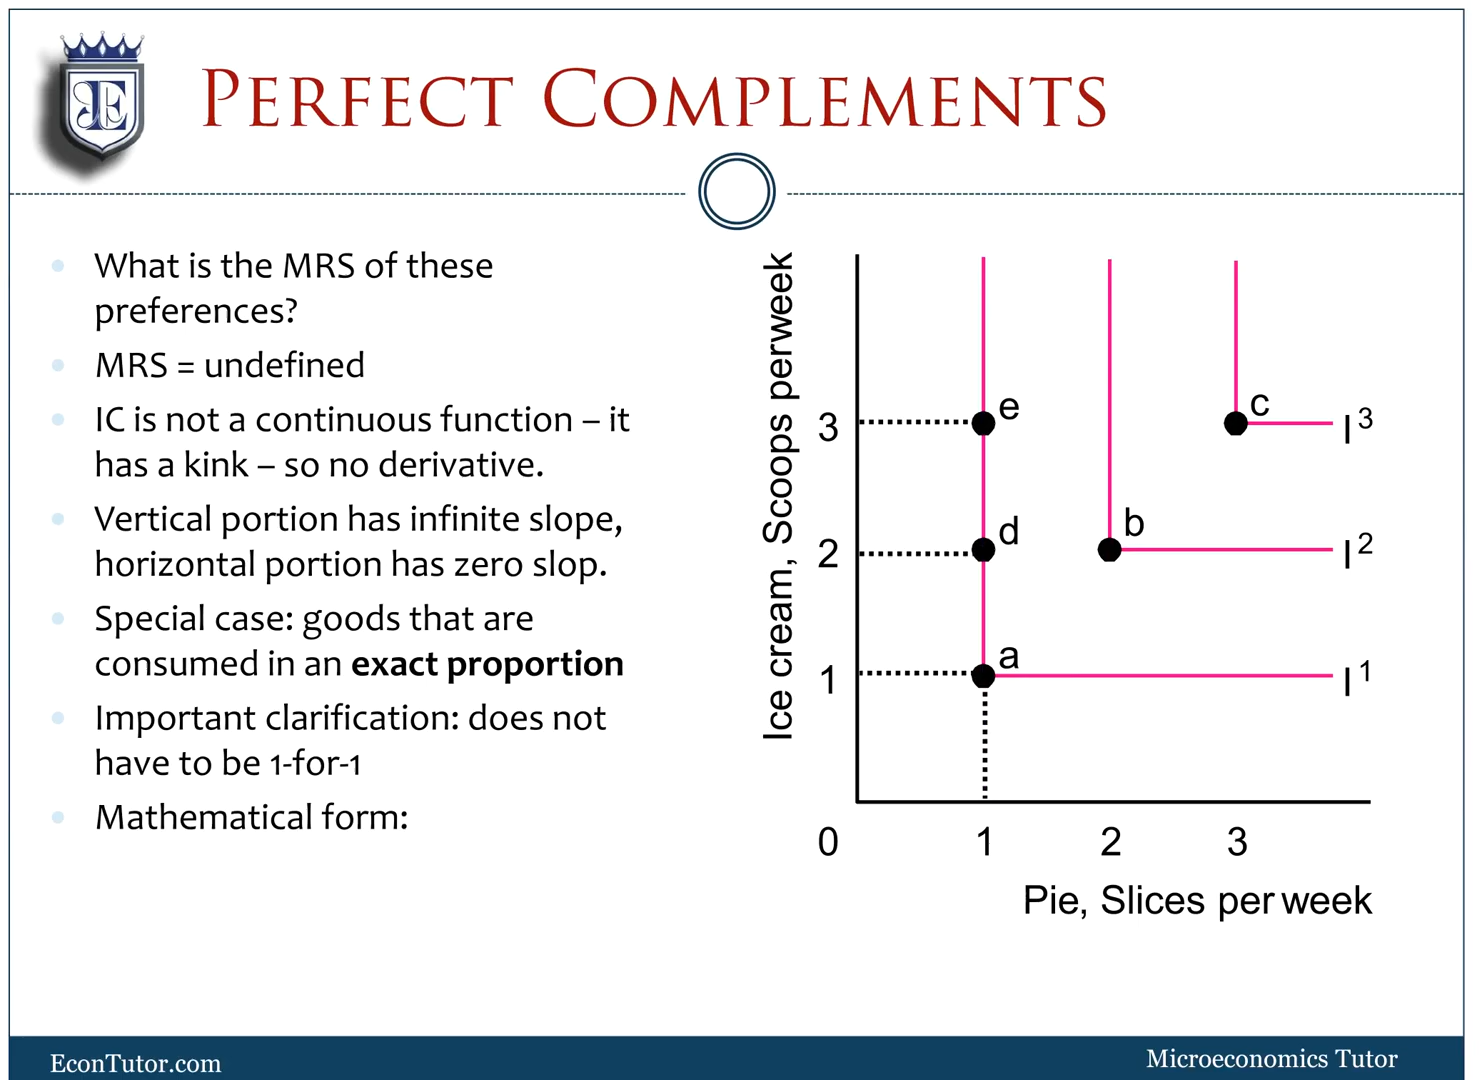 PERFECT COMPLEMENTS
What is the MRS of these
preferences?
MRS = undefined
IC is not a continuous function – it
has a kink – so no derivative.
Vertical portion has infinite slope,
horizontal portion has zero slop.
Special case: goods that are
consumed in an exact proportion
Important clarification: does not
have to be 1-for-1
Mathematical form:
Ice cream, Scoops perweek
3
2
1
0
1
2
3
e
d
a
b
c
I 3
I 2
I 1
Pie, Slices per week
E
EconTutor.com
Microeconomics Tutor